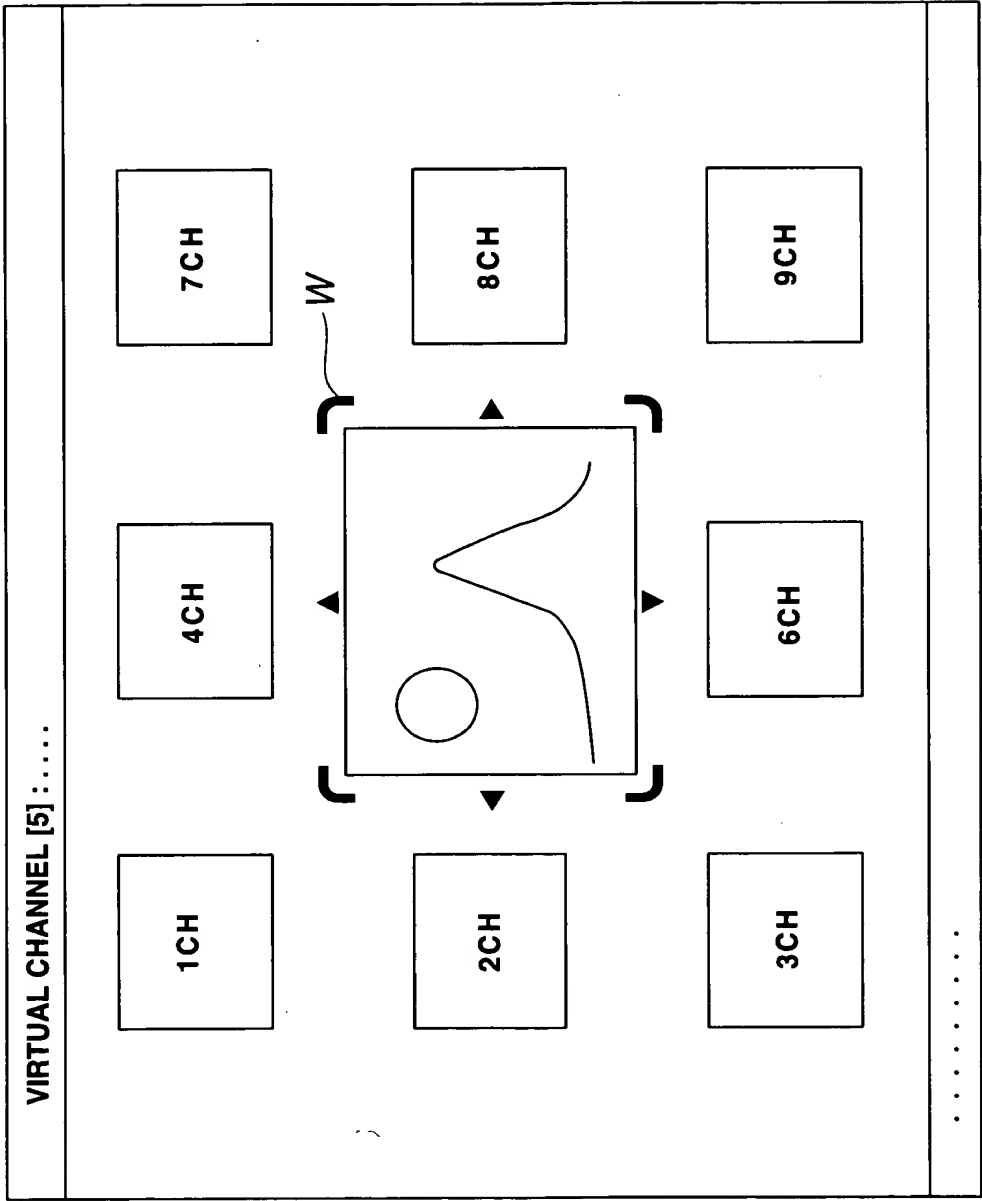 VIRTUAL CHANNEL [5] :....
1CH
4CH
7CH
W
2CH
8CH
3CH
6CH
9CH
.........